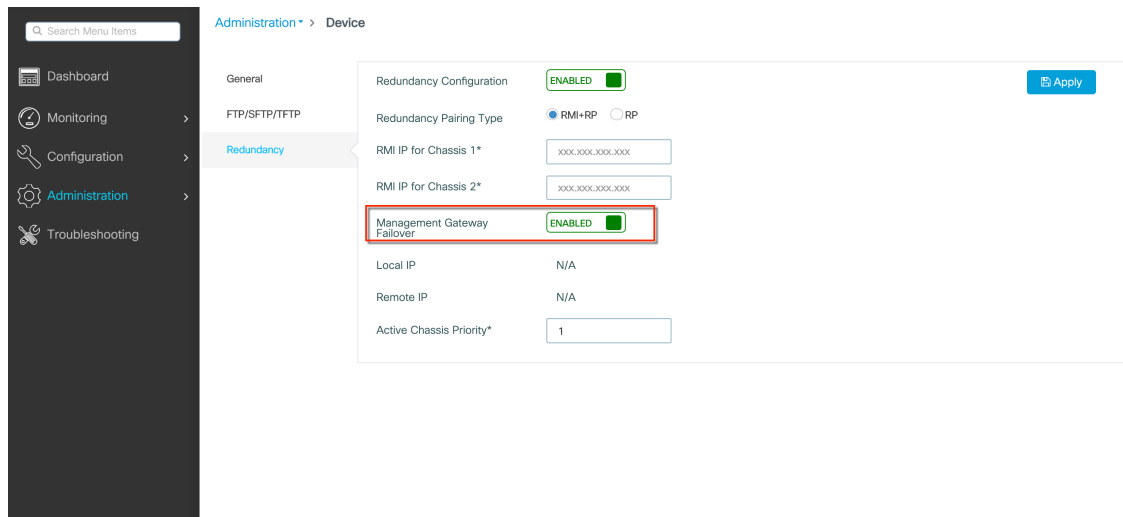 Search Menu Items
Dashboard
Monitoring
Configuration
Administration
Troubleshooting
Administration > Device
General
FTP/SFTP/TFTP
Redundancy
Redundancy Configuration ENABLED
Apply
Redundancy Pairing Type RMI+RP RP
RMI IP for Chassis 1* xxx.xxx.xxx.xxx
RMI IP for Chassis 2* xxx.xxx.xxx.xxx
Management Gateway
Failover ENABLED
Local IP N/A
Remote IP N/A
Active Chassis Priority* 1